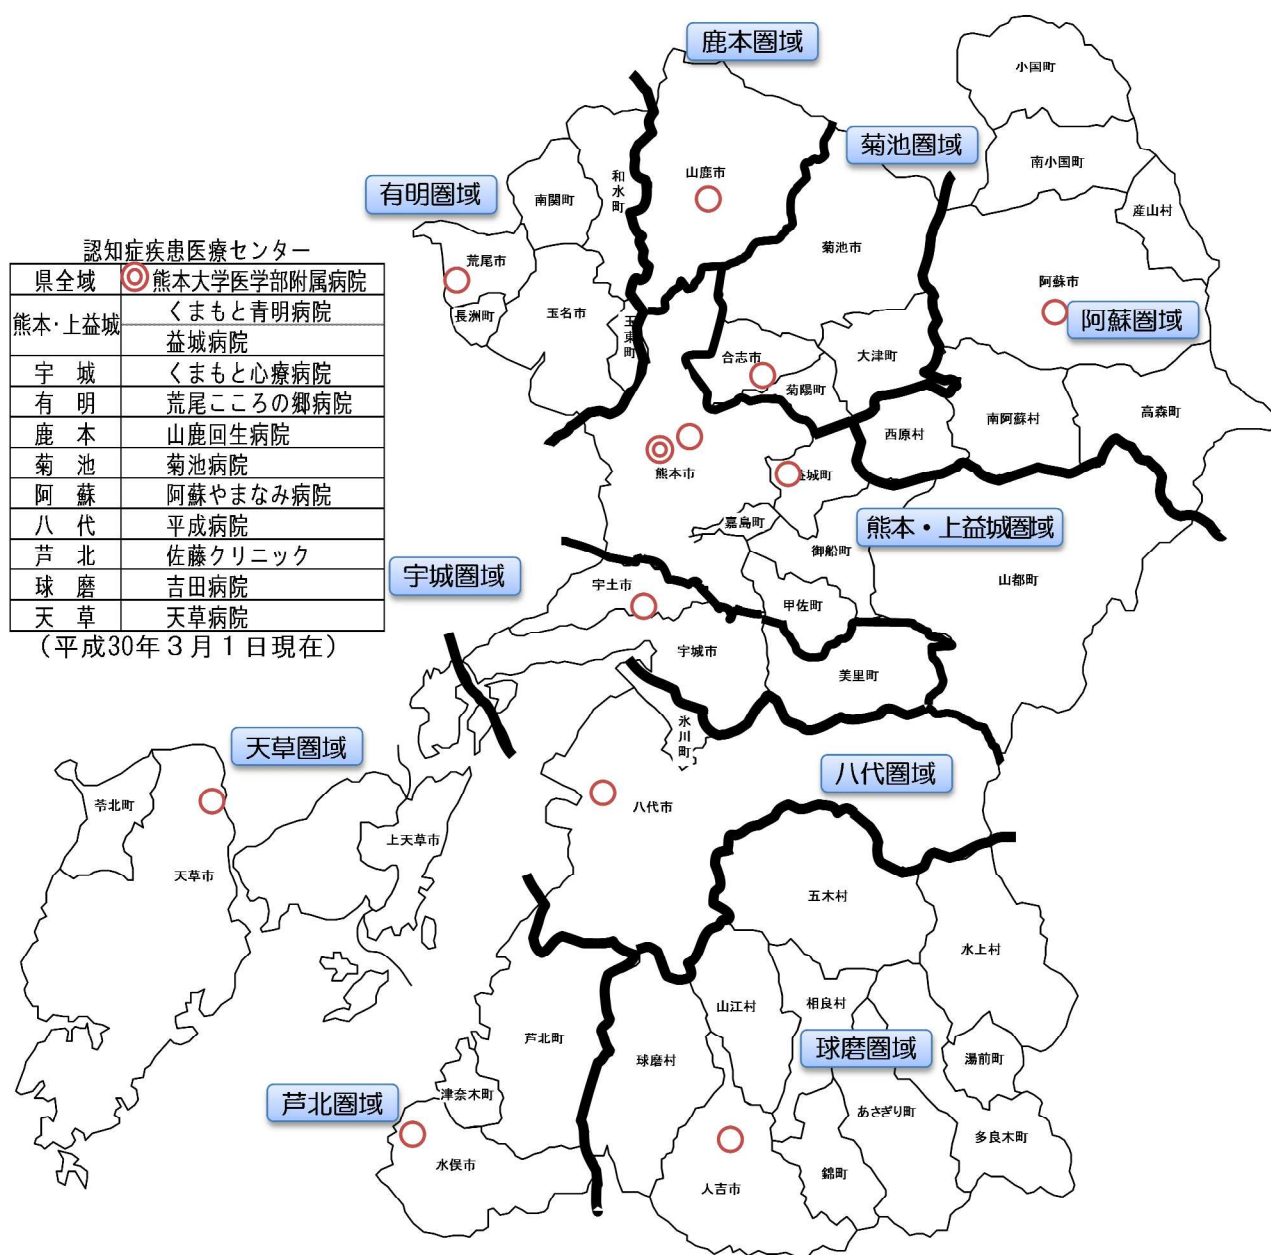 鹿本圏域
小国町
菊池圏域
南小国町
有明圏域
南関町
和水町
山鹿市
産山村
菊池市
荒尾市
阿蘇市
長洲町
玉名市
玉東町
阿蘇圏域
合志市
大津町
菊陽町
南阿蘇村
高森町
西原村
熊本市
益城町
嘉島町
熊本・上益城圏域
御船町
山都町
認知症疾患医療センター
県全域 熊本大学医学部附属病院
熊本・上益城 くまもと青明病院
益城病院
宇城 くまもと心療病院
有明 荒尾こころの郷病院
鹿本 山鹿回生病院
菊池 菊池病院
阿蘇 阿蘇やまなみ病院
八代 平成病院
芦北 佐藤クリニック
球磨 吉田病院
天草 天草病院
(平成30年3月1日現在)
宇城圏域
宇土市
甲佐町
宇城市
美里町
氷川町
天草圏域
八代圏域
苓北町
八代市
上天草市
天草市
五木村
水上村
山江村
相良村
芦北町
球磨村
球磨圏域
湯前町
芦北圏域
津奈木町
あさぎり町
多良木町
水俣市
人吉市
錦町